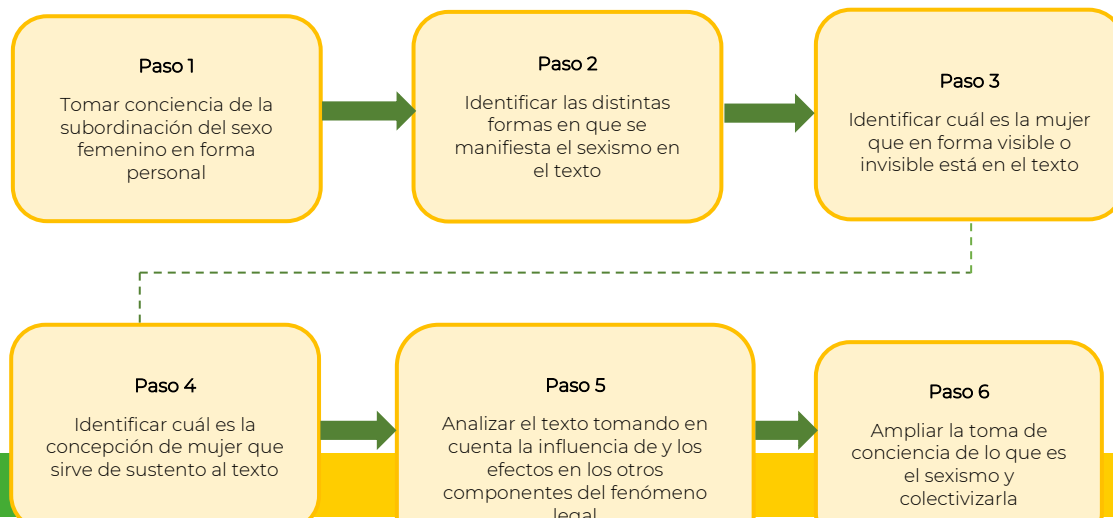 Paso 1
Tomar conciencia de la
subordinación del sexo
femenino en forma
personal
Paso 2
Identificar las distintas
formas en que se
manifiesta el sexismo en
el texto
Paso 3
Identificar cuál es la mujer
que en forma visible o
invisible está en el texto
Paso 4
Identificar cuál es la
concepción de mujer que
sirve de sustento al texto
Paso 5
Analizar el texto tomando en
cuenta la influencia de y los
efectos en los otros
componentes del fenómeno
legal
Paso 6
Ampliar la toma de
conciencia de lo que es
el sexismo y
colectivizarla